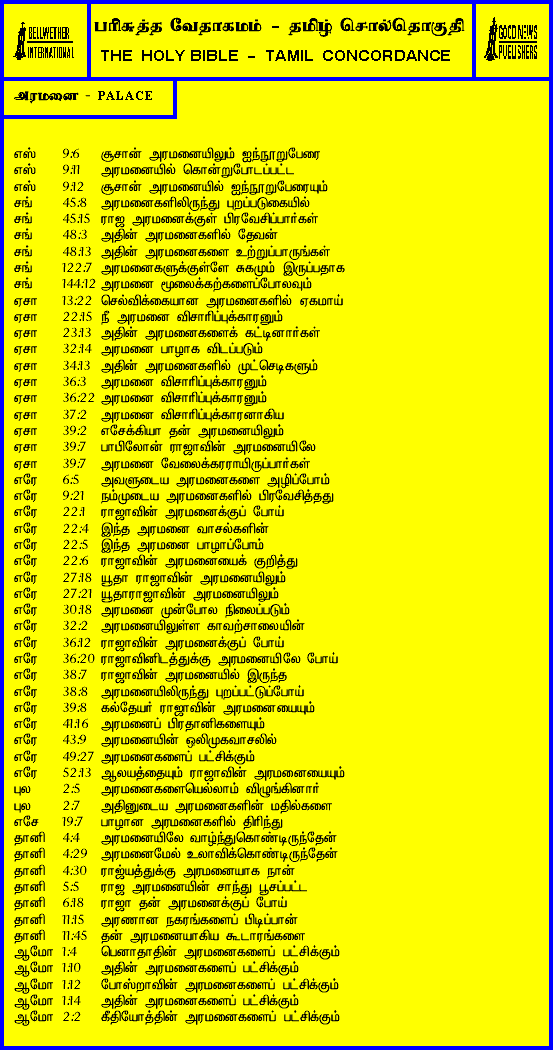 BELLWETHER
INTERNATIONAL
பரிசுத்த வேதாகமம் - தமிழ் சொல்தொகுதி
THE HOLY BIBLE - TAMIL CONCORDANCE
GOOD NEWS
PUBLISHERS
அரமனை - PALACE
எஸ் 9:6 சூசான் அரமனையிலும் ஐந்நூறுபேரை
எஸ் 9:11 அரமனையில் கொன்றுபோடப்பட்ட
எஸ் 9:12 சூசான் அரமனையில் ஐந்நூறுபேரையும்
சங் 45:8 அரமனைகளிலிருந்து புறப்படுகையில்
சங் 45:15 ராஜ அரமனைக்குள் பிரவேசிப்பார்கள்
சங் 48:3 அதின் அரமனைகளில் தேவன்
சங் 48:13 அதின் அரமனைகளை உற்றுப்பாருங்கள்
சங் 122:7 அரமனைகளுக்குள்ளே சுகமும் இருப்பதாக
சங் 144:12 அரமனை மூலைக்கற்களைப்போலவும்
ஏசா 13:22 செல்விக்கையான அரமனைகளில் ஏகமாய்
ஏசா 22:15 நீ அரமனை விசாரிப்புக்காரனும்
ஏசா 23:13 அதின் அரமனைகளைக் கட்டினார்கள்
ஏசா 32:14 அரமனை பாழாக விடப்படும்
ஏசா 34:13 அதின் அரமனைகளில் முட்செடிகளும்
ஏசா 36:3 அரமனை விசாரிப்புக்காரனும்
ஏசா 36:22 அரமனை விசாரிப்புக்காரனும்
ஏசா 37:2 அரமனை விசாரிப்புக்காரனாகிய
ஏசா 39:2 எசேக்கியா தன் அரமனையிலும்
ஏசா 39:7 பாபிலோன் ராஜாவின் அரமனையிலே
ஏசா 39:7 அரமனை வேலைக்கரராயிருப்பார்கள்
எரே 6:5 அவளுடைய அரமனைகளை அழிப்போம்
எரே 9:21 நம்முடைய அரமனைகளில் பிரவேசித்தது
எரே 22:1 ராஜாவின் அரமனைக்குப் போய்
எரே 22:4 இந்த அரமனை வாசல்களின்
எரே 22:5 இந்த அரமனை பாழாப்போம்
எரே 22:6 ராஜாவின் அரமனையைக் குறித்து
எரே 27:18 யூதா ராஜாவின் அரமனையிலும்
எரே 27:21 யூதாராஜாவின் அரமனையிலும்
எரே 30:18 அரமனை முன்போல நிலைப்படும்
எரே 32:2 அரமனையிலுள்ள காவற்சாலையின்
எரே 36:12 ராஜாவின் அரமனைக்குப் போய்
எரே 36:20 ராஜாவினிடத்துக்கு அரமனையிலே போய்
எரே 38:7 ராஜாவின் அரமனையில் இருந்த
எரே 38:8 அரமனையிலிருந்து புறப்பட்டுப்போய்
எரே 39:8 கல்தேயர் ராஜாவின் அரமனையையும்
எரே 41:16 அரமனைப் பிரதானிகளையும்
எரே 43:9 அரமனையின் ஒலிமுகவாசலில்
எரே 49:27 அரமனைகளைப் பட்சிக்கும்
எரே 52:13 ஆலயத்தையும் ராஜாவின் அரமனையையும்
புல 2:5 அரமனைகளையெல்லாம் விழுங்கினார்
புல 2:7 அதினுடைய அரமனைகளின் மதில்களை
எசே 19:7 பாழான அரமனைகளில் திரிந்து
தானி 4:4 அரமனையிலே வாழ்ந்துகொண்டிருந்தேன்
தானி 4:29 அரமனைமேல் உலாவிக்கொண்டிருந்தேன்
தானி 4:30 ராஜ்யத்துக்கு அரமனையாக நான்
தானி 5:5 ராஜ அரமனையின் சாந்து பூசப்பட்ட
தானி 6:18 ராஜா தன் அரமனைக்குப் போய்
தானி 11:15 அரணான நகரங்களைப் பிடிப்பான்
தானி 11:45 தன் அரமனையாகிய கூடாரங்களை
ஆமோ 1:4 பெனாதாதின் அரமனைகளைப் பட்சிக்கும்
ஆமோ 1:10 அதின் அரமனைகளைப் பட்சிக்கும்
ஆமோ 1:12 போஸ்றாவின் அரமனைகளைப் பட்சிக்கும்
ஆமோ 1:14 அதின் அரமனைகளைப் பட்சிக்கும்
ஆமோ 2:2 கீதியோத்தின் அரமனைகளைப் பட்சிக்கும்